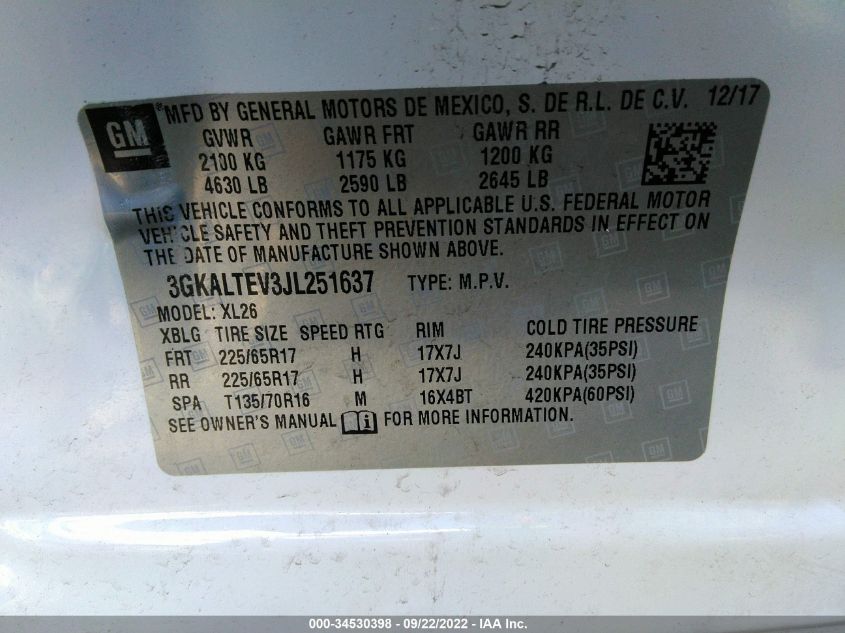 GM
® MFD BY GENERAL MOTORS DE MEXICO, S. DE R.L. DE C.V. 12/17
GVWR GAWR FRT GAWR RR
2100 KG 1175 KG 1200 KG
4630 LB 2590 LB 2645 LB
THIS VEHICLE CONFORMS TO ALL APPLICABLE U.S. FEDERAL MOTOR
VEHICLE SAFETY AND THEFT PREVENTION STANDARDS IN EFFECT ON
THE DATE OF MANUFACTURE SHOWN ABOVE.
3GKALTEV3JL251637 TYPE: M.P.V.
MODEL: XL26
XBLG TIRE SIZE SPEED RTG RIM COLD TIRE PRESSURE
FRT 225/65R17 H 17X7J 240KPA(35PSI)
RR 225/65R17 H 17X7J 240KPA(35PSI)
SPA T135/70R16 M 16X4BT 420KPA(60PSI)
SEE OWNER'S MANUAL FOR MORE INFORMATION.
000-34530398 - 09/22/2022 - IAA Inc.